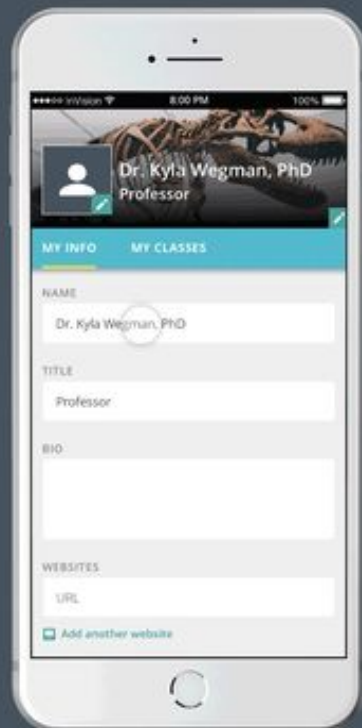 InVision
8:00 PM
100%
Dr. Kyla Wegman, PhD
Professor
MY INFO
MY CLASSES
NAME
Dr. Kyla Wegman, PhD
TITLE
Professor
BIO
WEBSITES
URL
Add another website